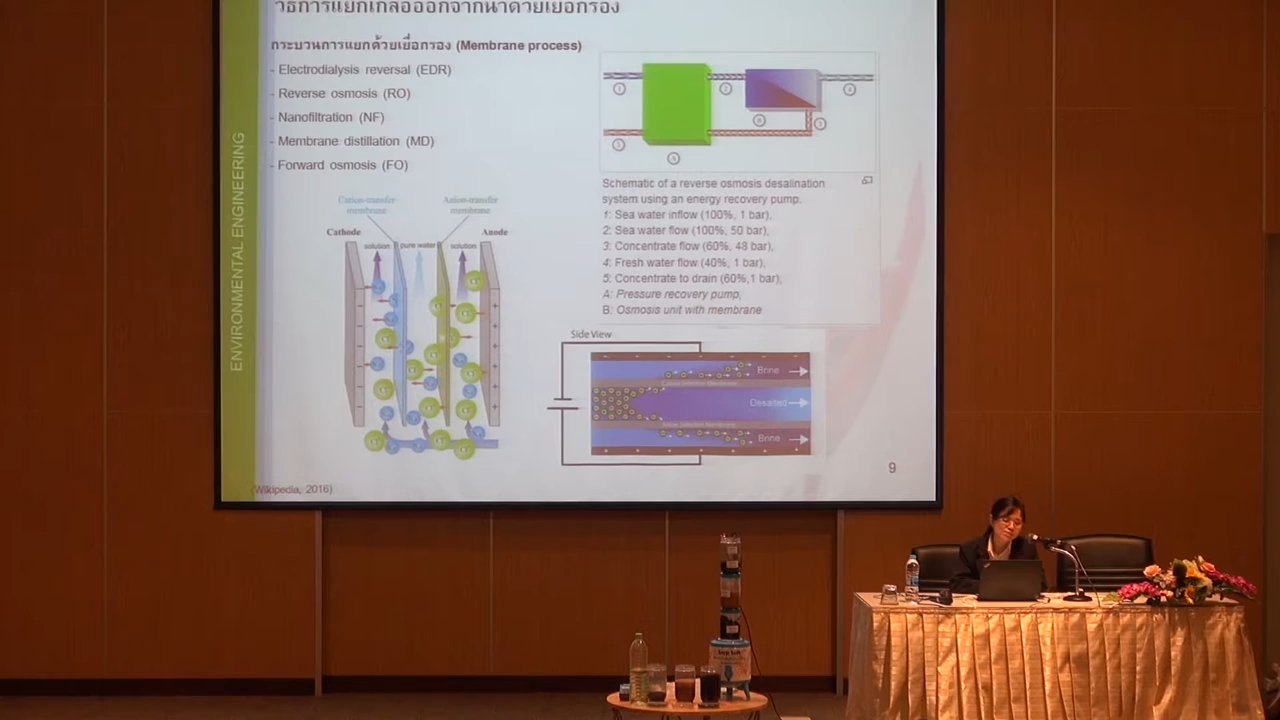 วิธีการแยกเกลือออกจากน้ำด้วยเยื่อกรอง
กระบวนการแยกด้วยเยื่อกรอง (Membrane process)
- Electrodialysis reversal (EDR)
- Reverse osmosis (RO)
- Nanofiltration (NF)
- Membrane distillation (MD)
- Forward osmosis (FO)
ENVIRONMENTAL ENGINEERING
Cation-transfer
membrane
Anion-transfer
membrane
Cathode
Anode
solution
pure water
solution
Schematic of a reverse osmosis desalination
system using an energy recovery pump.
1: Sea water inflow (100%, 1 bar),
2: Sea water flow (100%, 50 bar),
3: Concentrate flow (60%, 48 bar),
4: Fresh water flow (40%, 1 bar),
5: Concentrate to drain (60%,1 bar),
A: Pressure recovery pump,
B: Osmosis unit with membrane
Side View
Brine
Cation Selective Membrane
Desalted
Anion Selective Membrane
Brine
9
(Wikipedia, 2016)